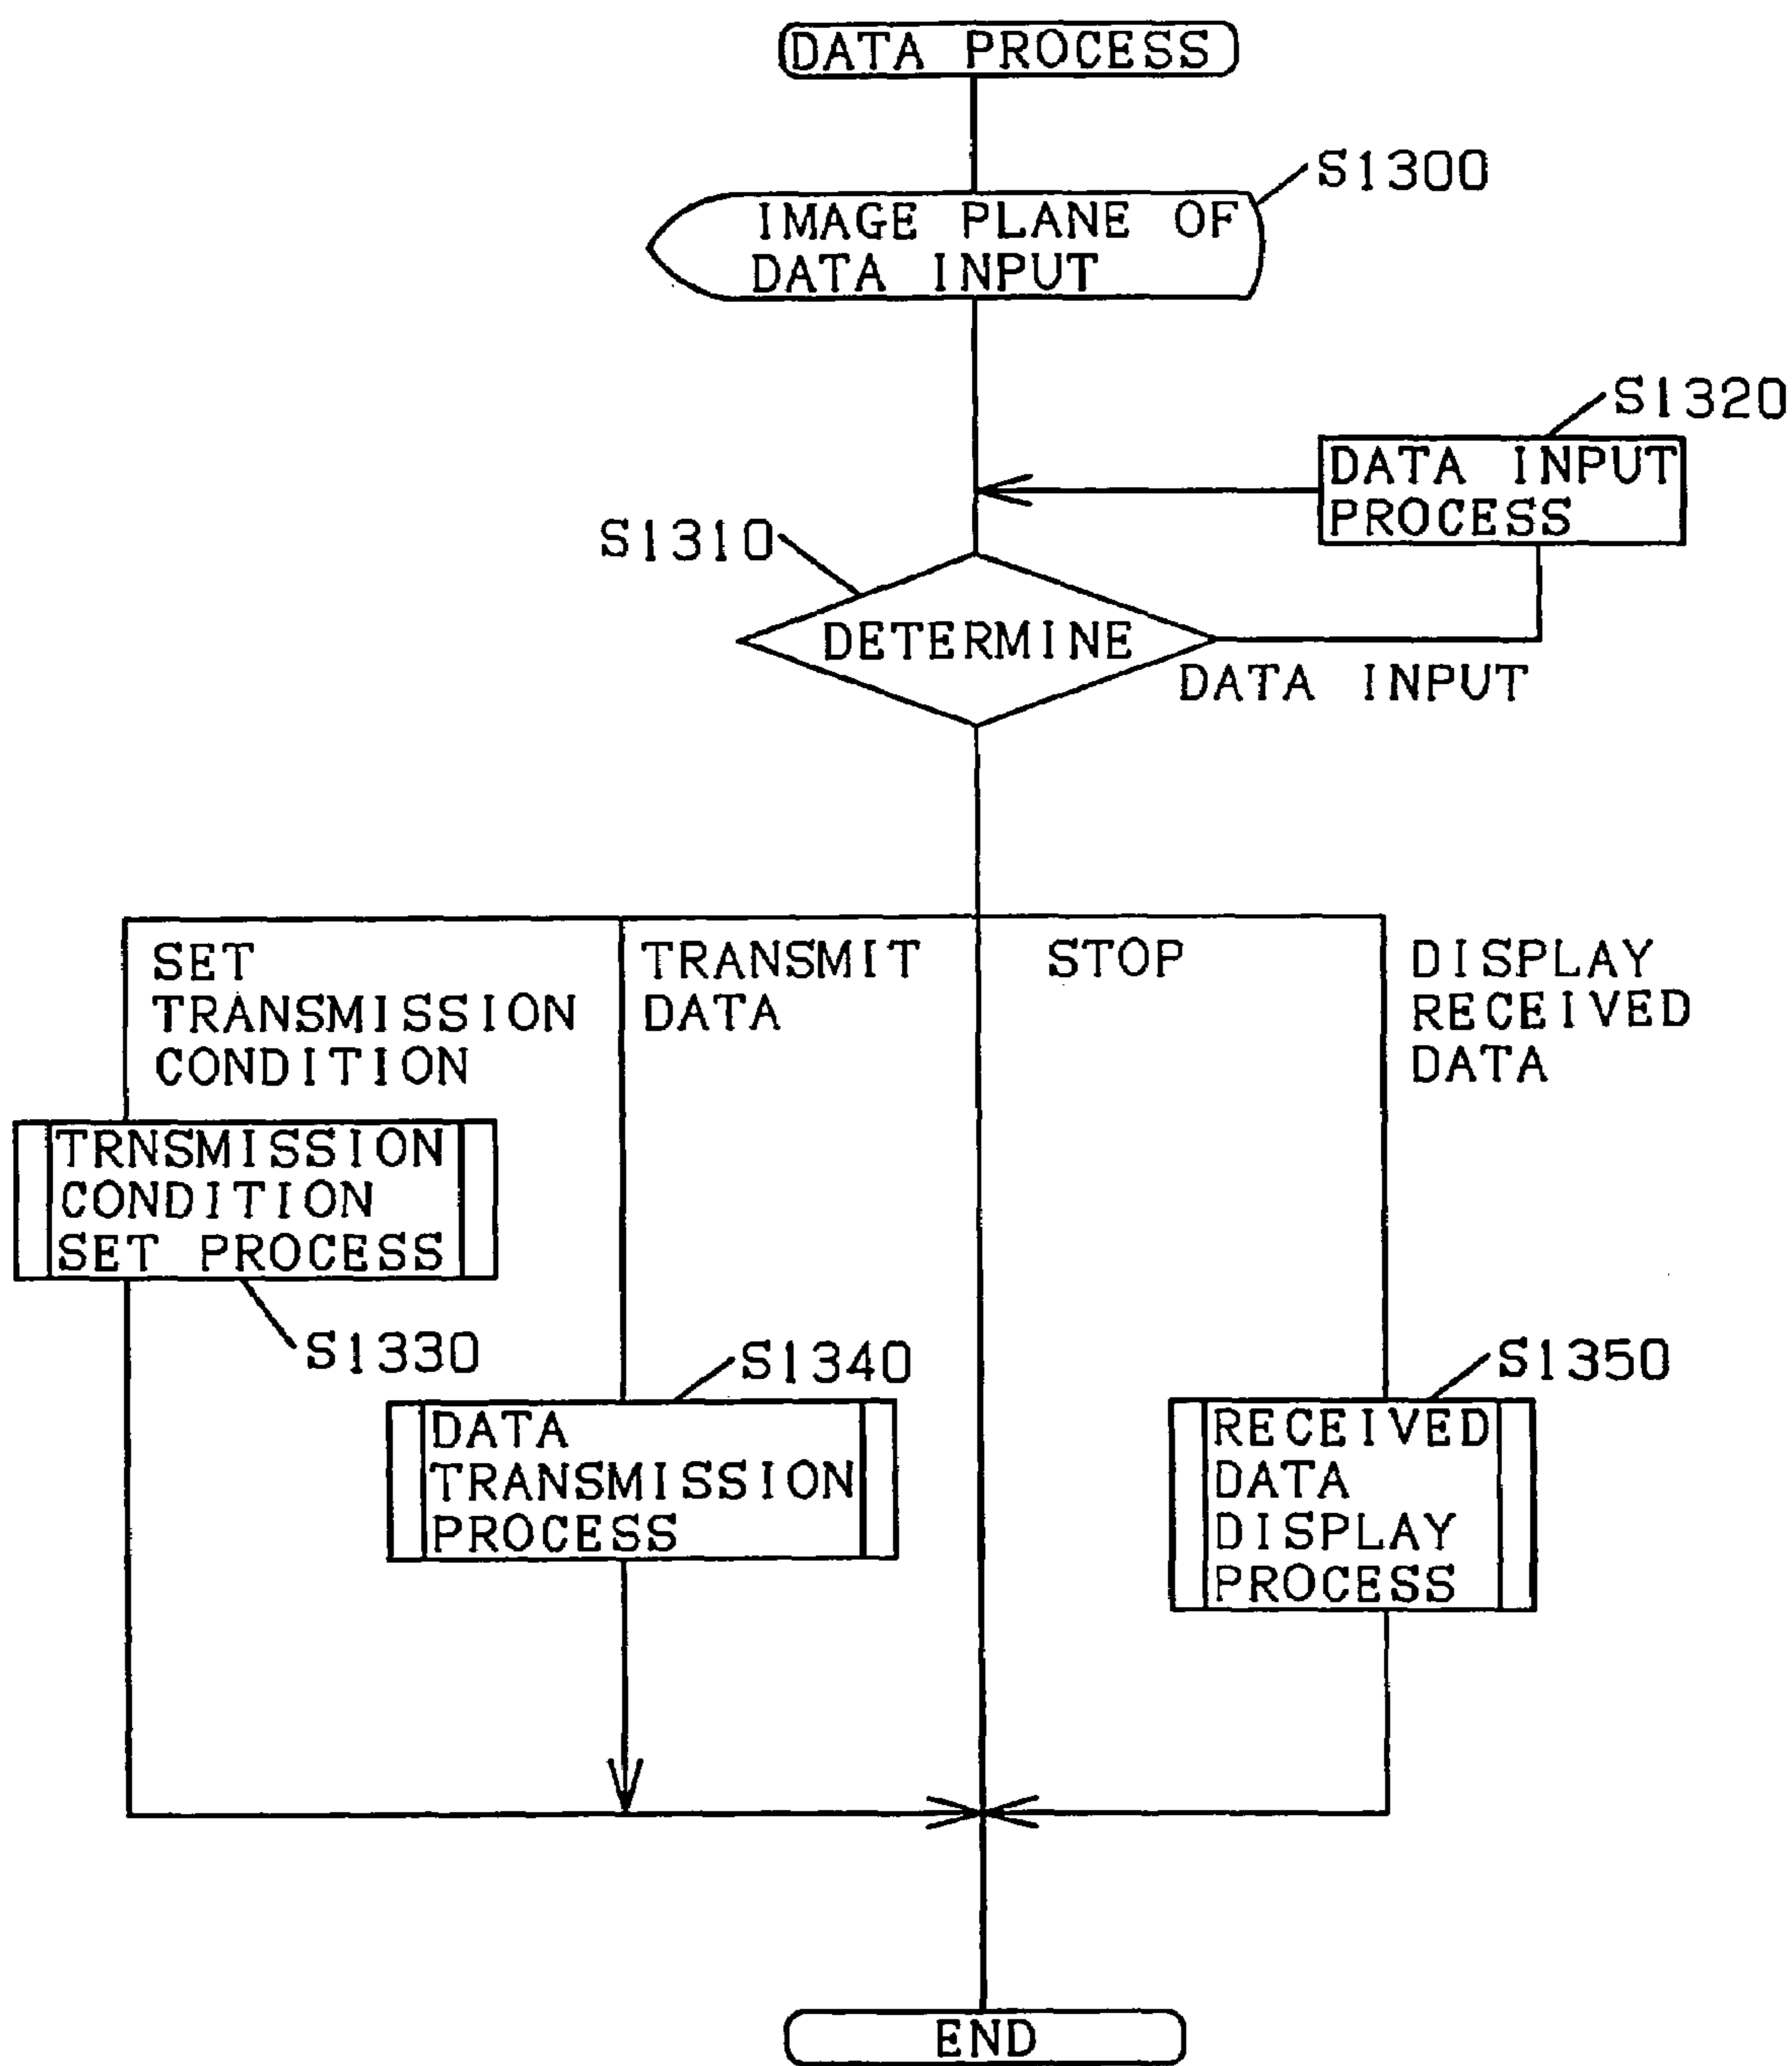 DATA PROCESS
S1300
IMAGE PLANE OF
DATA INPUT
S1320
DATA INPUT
PROCESS
S1310
DETERMINE
DATA INPUT
SET
TRANSMISSION
CONDITION
TRANSMIT
DATA
STOP
DISPLAY
RECEIVED
DATA
TRNSMISSION
CONDITION
SET PROCESS
S1330
S1340
DATA
TRANSMISSION
PROCESS
S1350
RECEIVED
DATA
DISPLAY
PROCESS
END